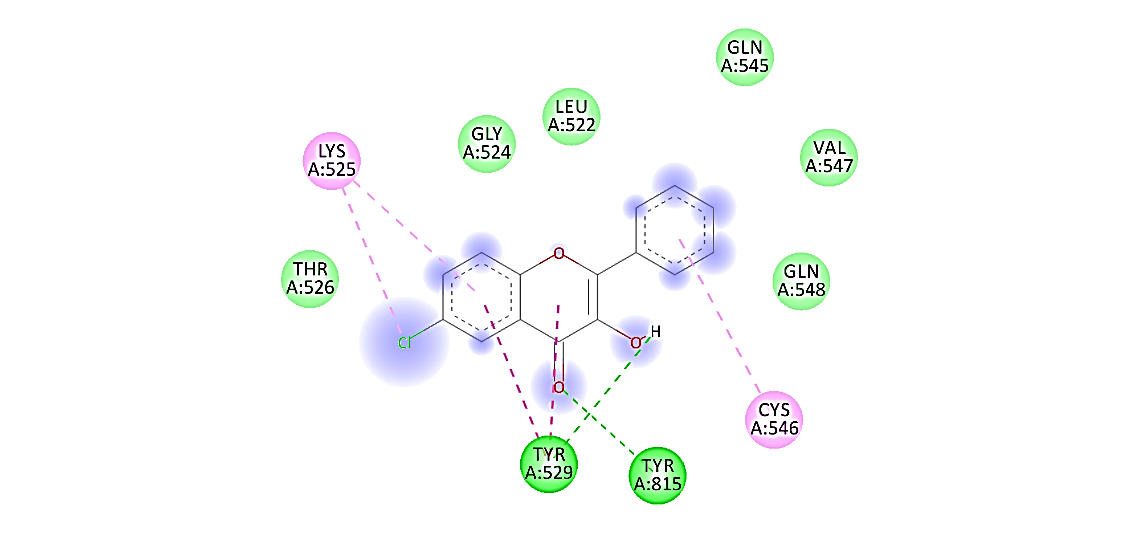 GLN
A:545
LEU
A:522
GLY
A:524
LYS
A:525
VAL
A:547
THR
A:526
GLN
A:548
O
H
Cl
O
O
CYS
A:546
TYR
A:529
TYR
A:815